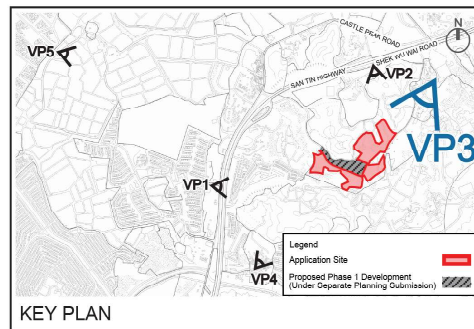 CASTLE PEAK ROAD
N
VP5
SHEK WU WAI ROAD
VP2
SAN TIN HIGHWAY
VP3
VP1
Legend
Application Site
VP4
Proposed Phase 1 Development
(Under Separate Planning Submission)
KEY PLAN